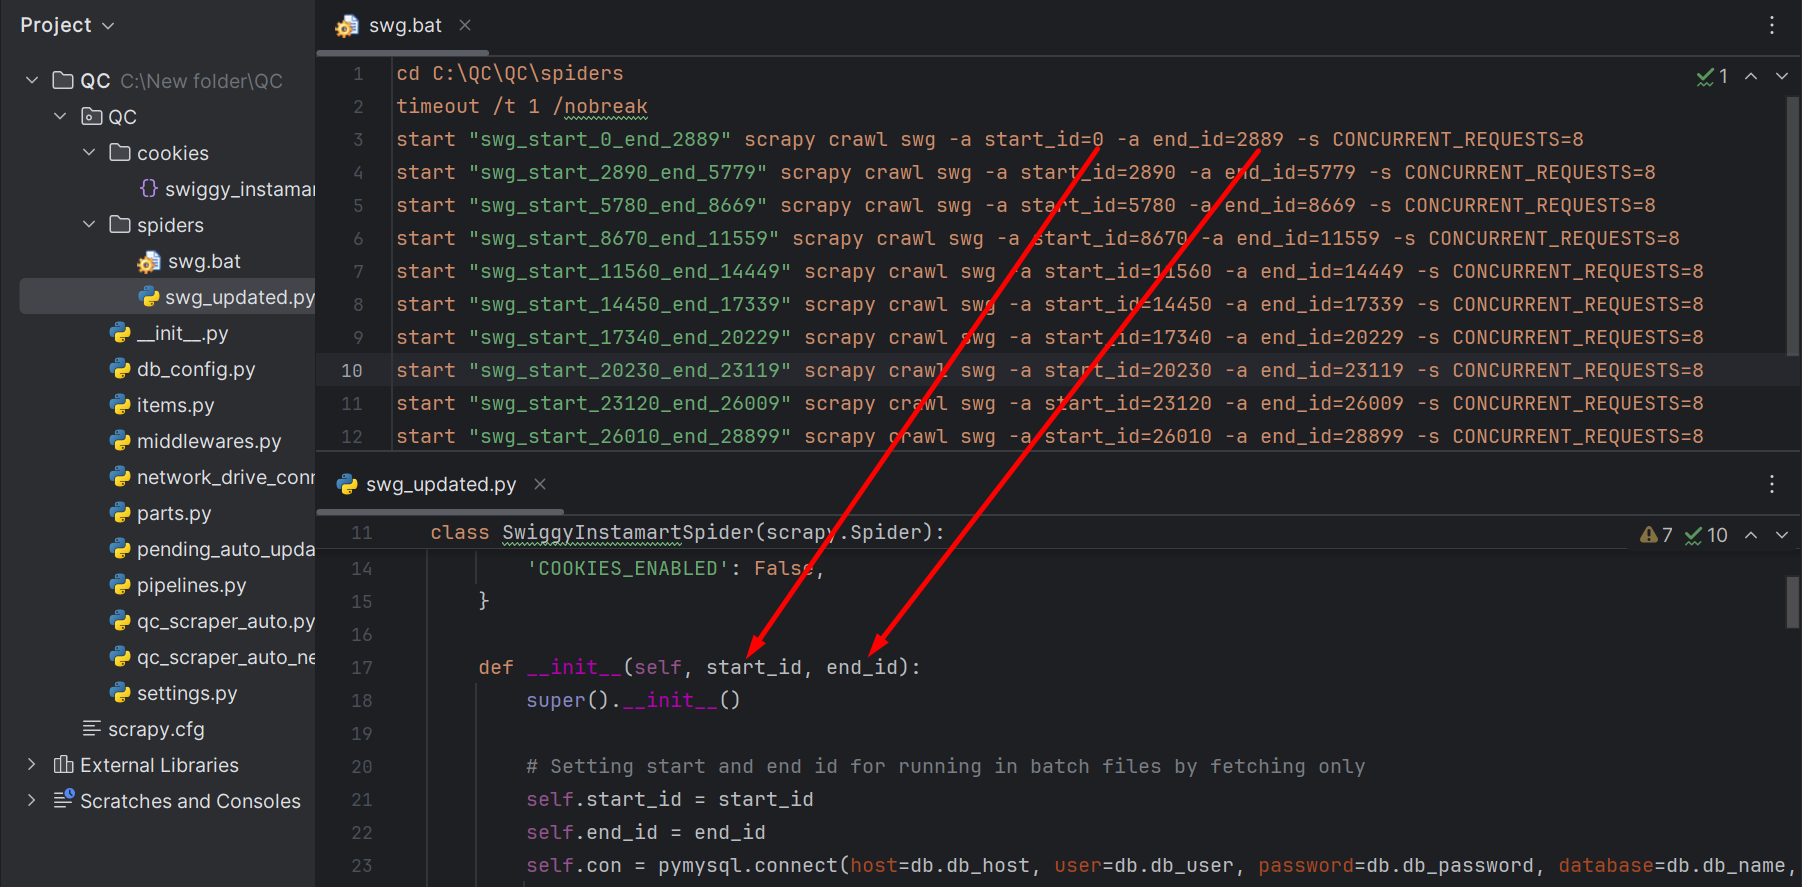 Project
QC C:\New folder\QC
QC
cookies
swiggy_instamar
spiders
swg.bat
swg_updated.py
__init__.py
db_config.py
items.py
middlewares.py
network_drive_conn
parts.py
pending_auto_upda
pipelines.py
qc_scraper_auto.py
qc_scraper_auto_ne
settings.py
scrapy.cfg
External Libraries
Scratches and Consoles
swg.bat
1 cd C:\QC\QC\spiders
1
2 timeout /t 1 /nobreak
3 start "swg_start_0_end_2889" scrapy crawl swg -a start_id=0 -a end_id=2889 -s CONCURRENT_REQUESTS=8
4 start "swg_start_2890_end_5779" scrapy crawl swg -a start_id=2890 -a end_id=5779 -s CONCURRENT_REQUESTS=8
5 start "swg_start_5780_end_8669" scrapy crawl swg -a start_id=5780 -a end_id=8669 -s CONCURRENT_REQUESTS=8
6 start "swg_start_8670_end_11559" scrapy crawl swg -a start_id=8670 -a end_id=11559 -s CONCURRENT_REQUESTS=8
7 start "swg_start_11560_end_14449" scrapy crawl swg -a start_id=11560 -a end_id=14449 -s CONCURRENT_REQUESTS=8
8 start "swg_start_14450_end_17339" scrapy crawl swg -a start_id=14450 -a end_id=17339 -s CONCURRENT_REQUESTS=8
9 start "swg_start_17340_end_20229" scrapy crawl swg -a start_id=17340 -a end_id=20229 -s CONCURRENT_REQUESTS=8
10 start "swg_start_20230_end_23119" scrapy crawl swg -a start_id=20230 -a end_id=23119 -s CONCURRENT_REQUESTS=8
11 start "swg_start_23120_end_26009" scrapy crawl swg -a start_id=23120 -a end_id=26009 -s CONCURRENT_REQUESTS=8
12 start "swg_start_26010_end_28899" scrapy crawl swg -a start_id=26010 -a end_id=28899 -s CONCURRENT_REQUESTS=8
swg_updated.py
11 class SwiggyInstamartSpider(scrapy.Spider):
7 10
14 'COOKIES_ENABLED': False,
15 }
16
17 def __init__(self, start_id, end_id):
18 super().__init__()
19
20 # Setting start and end id for running in batch files by fetching only
21 self.start_id = start_id
22 self.end_id = end_id
23 self.con = pymysql.connect(host=db.db_host, user=db.db_user, password=db.db_password, database=db.db_name,